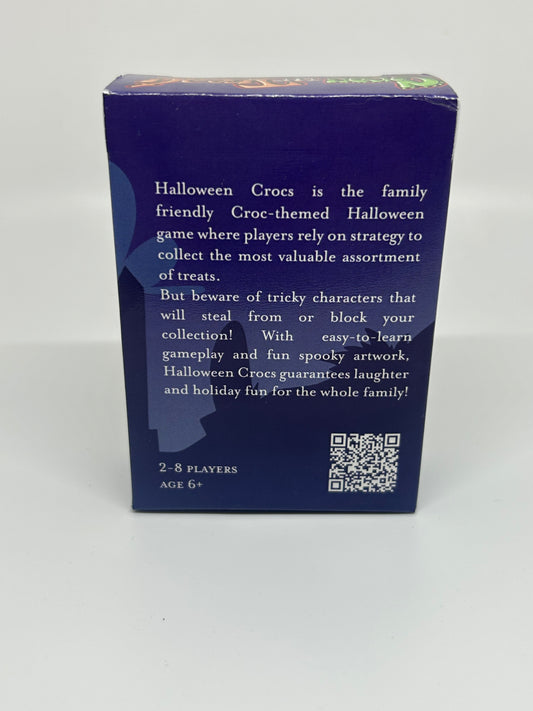 Halloween Crocs is the family
friendly Croc-themed Halloween
game where players rely on strategy to
collect the most valuable assortment
of treats.
But beware of tricky characters that
will steal from or block your
collection! With easy-to-learn
gameplay and fun spooky artwork,
Halloween Crocs guarantees laughter
and holiday fun for the whole family!
2-8 PLAYERS
AGE 6+